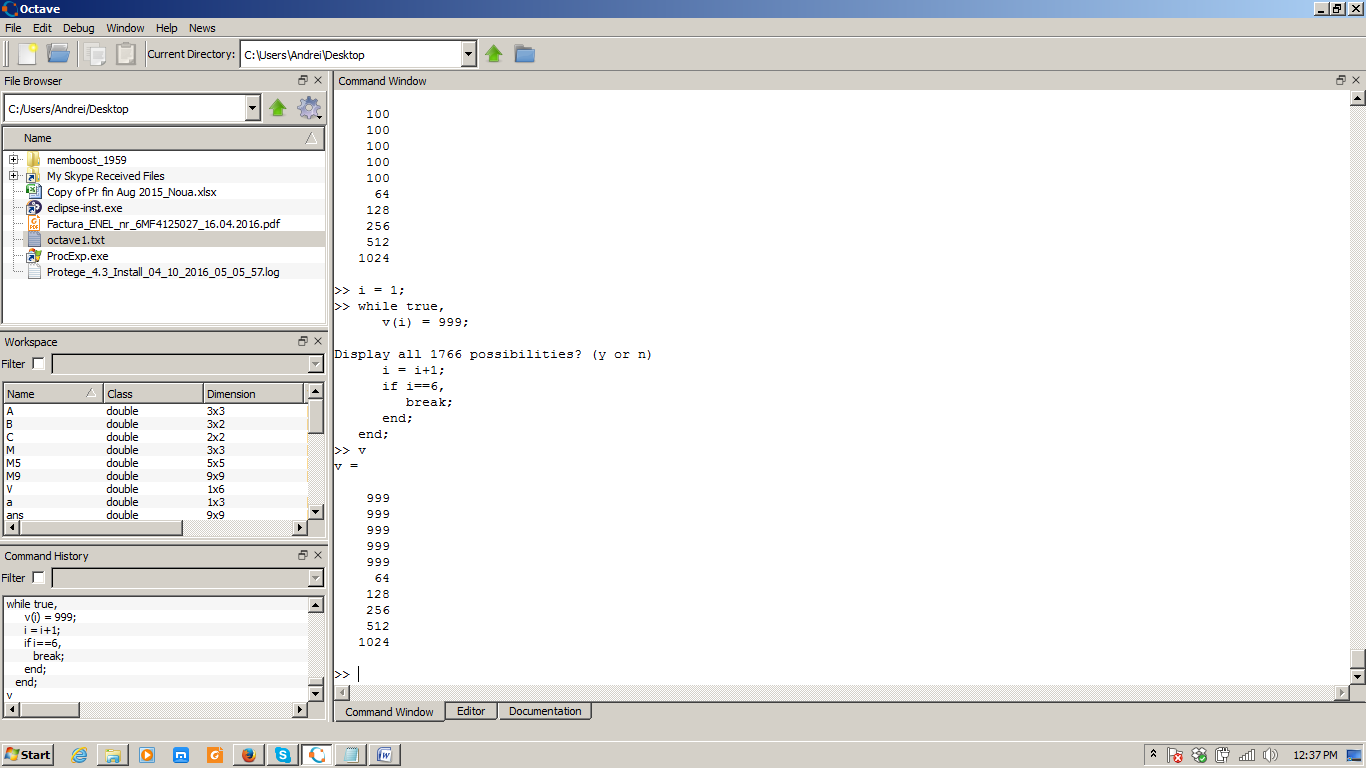 Octave
File Edit Debug Window Help News
Current Directory: C:\Users\Andrei\Desktop
File Browser
C:/Users/Andrei/Desktop
Name
memboost_1959
My Skype Received Files
Copy of Pr fin Aug 2015_Noua.xlsx
eclipse-inst.exe
Factura_ENEL_nr_6MF4125027_16.04.2016.pdf
octave1.txt
ProcExp.exe
Protege_4.3_Install_04_10_2016_05_05_57.log
Workspace
Filter
Name Class Dimension
A double 3x3
B double 3x2
C double 2x2
M double 3x3
M5 double 5x5
M9 double 9x9
V double 1x6
a double 1x3
ans double 9x9
Command History
Filter
while true,
v(i) = 999;
i = i+1;
if i==6,
break;
end;
end;
v
Command Window
100
100
100
100
100
64
128
256
512
1024
>> i = 1;
>> while true,
v(i) = 999;
Display all 1766 possibilities? (y or n)
i = i+1;
if i==6,
break;
end;
end;
>> v
v =
999
999
999
999
999
64
128
256
512
1024
>>
Command Window Editor Documentation
Start
12:37 PM